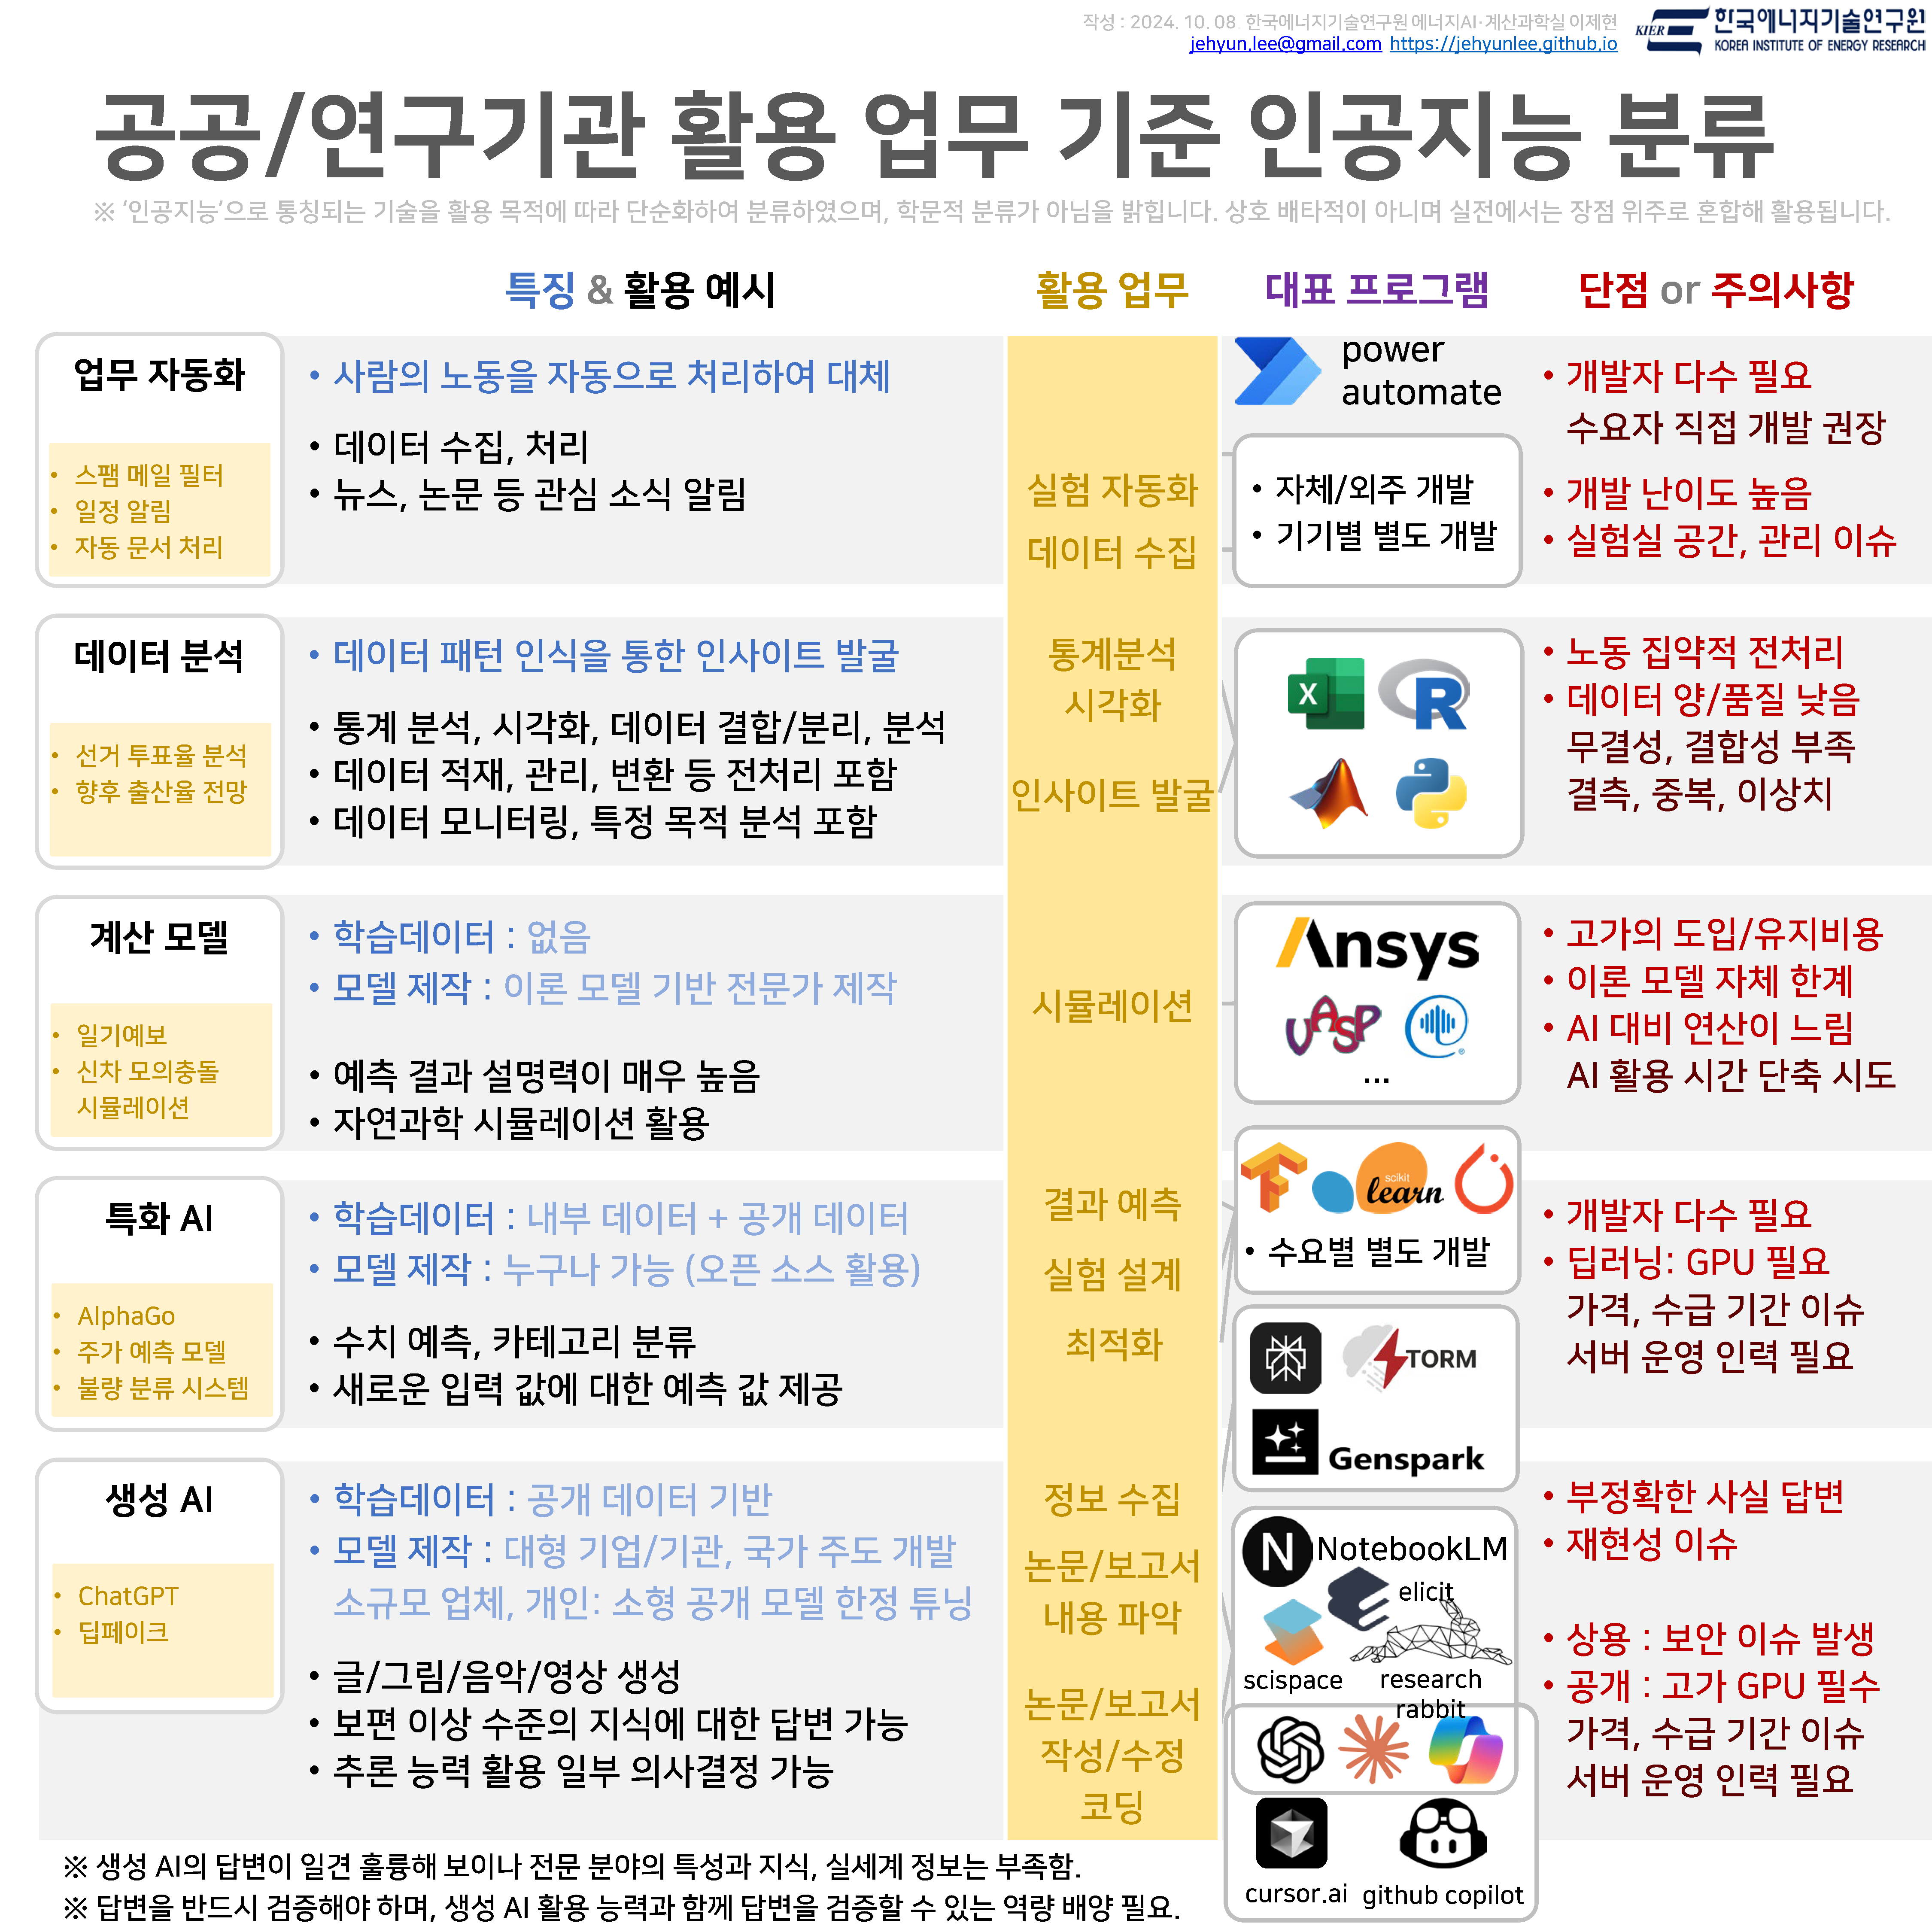 작성 : 2024. 10. 08 한국에너지기술연구원 에너지AI·계산과학실 이제현
jehyun.lee@gmail.com https://jehyunlee.github.io
KIER 한국에너지기술연구원
KOREA INSTITUTE OF ENERGY RESEARCH
공공/연구기관 활용 업무 기준 인공지능 분류
※ ‘인공지능’으로 통칭되는 기술을 활용 목적에 따라 단순화하여 분류하였으며, 학문적 분류가 아님을 밝힙니다. 상호 배타적이 아니며 실전에서는 장점 위주로 혼합해 활용됩니다.
특징 & 활용 예시
활용 업무
대표 프로그램
단점 or 주의사항
업무 자동화
• 스팸 메일 필터
• 일정 알림
• 자동 문서 처리
• 사람의 노동을 자동으로 처리하여 대체
• 데이터 수집, 처리
• 뉴스, 논문 등 관심 소식 알림
실험 자동화
데이터 수집
power
automate
• 자체/외주 개발
• 기기별 별도 개발
• 개발자 다수 필요
수요자 직접 개발 권장
• 개발 난이도 높음
• 실험실 공간, 관리 이슈
데이터 분석
• 선거 투표율 분석
• 향후 출산율 전망
• 데이터 패턴 인식을 통한 인사이트 발굴
• 통계 분석, 시각화, 데이터 결합/분리, 분석
• 데이터 적재, 관리, 변환 등 전처리 포함
• 데이터 모니터링, 특정 목적 분석 포함
통계분석
시각화
인사이트 발굴
X
R
• 노동 집약적 전처리
• 데이터 양/품질 낮음
무결성, 결합성 부족
결측, 중복, 이상치
계산 모델
• 일기예보
• 신차 모의충돌
시뮬레이션
• 학습데이터 : 없음
• 모델 제작 : 이론 모델 기반 전문가 제작
• 예측 결과 설명력이 매우 높음
• 자연과학 시뮬레이션 활용
시뮬레이션
Ansys
VASP
...
• 고가의 도입/유지비용
• 이론 모델 자체 한계
• AI 대비 연산이 느림
AI 활용 시간 단축 시도
특화 AI
• AlphaGo
• 주가 예측 모델
• 불량 분류 시스템
• 학습데이터 : 내부 데이터 + 공개 데이터
• 모델 제작 : 누구나 가능 (오픈 소스 활용)
• 수치 예측, 카테고리 분류
• 새로운 입력 값에 대한 예측 값 제공
결과 예측
실험 설계
최적화
scikit
learn
• 수요별 별도 개발
TORM
Genspark
• 개발자 다수 필요
• 딥러닝: GPU 필요
가격, 수급 기간 이슈
서버 운영 인력 필요
생성 AI
• ChatGPT
• 딥페이크
• 학습데이터 : 공개 데이터 기반
• 모델 제작 : 대형 기업/기관, 국가 주도 개발
소규모 업체, 개인: 소형 공개 모델 한정 튜닝
• 글/그림/음악/영상 생성
• 보편 이상 수준의 지식에 대한 답변 가능
• 추론 능력 활용 일부 의사결정 가능
정보 수집
논문/보고서
내용 파악
논문/보고서
작성/수정
코딩
N NotebookLM
elicit
scispace
research
rabbit
cursor.ai
github copilot
• 부정확한 사실 답변
• 재현성 이슈
• 상용 : 보안 이슈 발생
• 공개 : 고가 GPU 필수
가격, 수급 기간 이슈
서버 운영 인력 필요
※ 생성 AI의 답변이 일견 훌륭해 보이나 전문 분야의 특성과 지식, 실세계 정보는 부족함.
※ 답변을 반드시 검증해야 하며, 생성 AI 활용 능력과 함께 답변을 검증할 수 있는 역량 배양 필요.